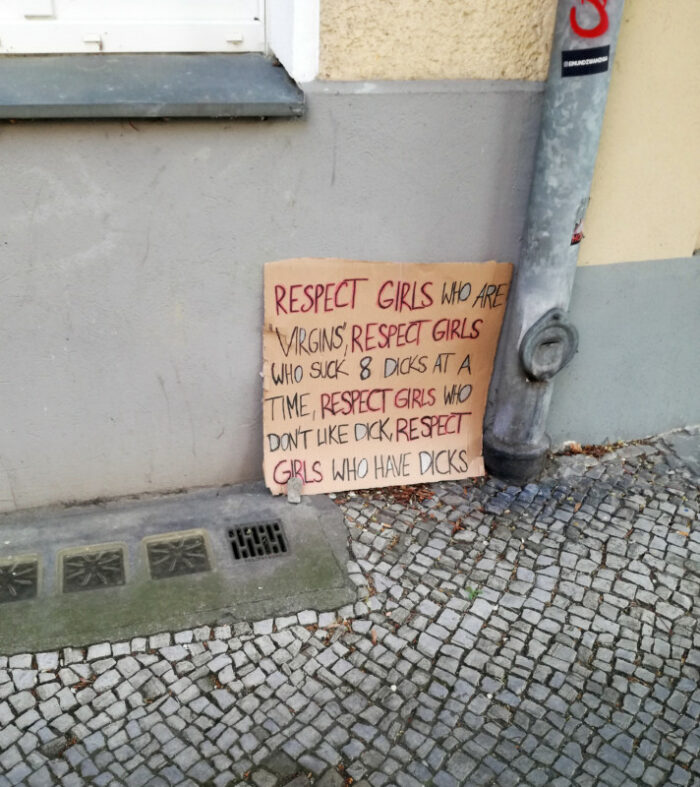 RESPECT GIRLS WHO ARE
VIRGINS', RESPECT GIRLS
WHO SUCK 8 DICKS AT A
TIME, RESPECT GIRLS WHO
DON'T LIKE DICK, RESPECT
GIRLS WHO HAVE DICKS